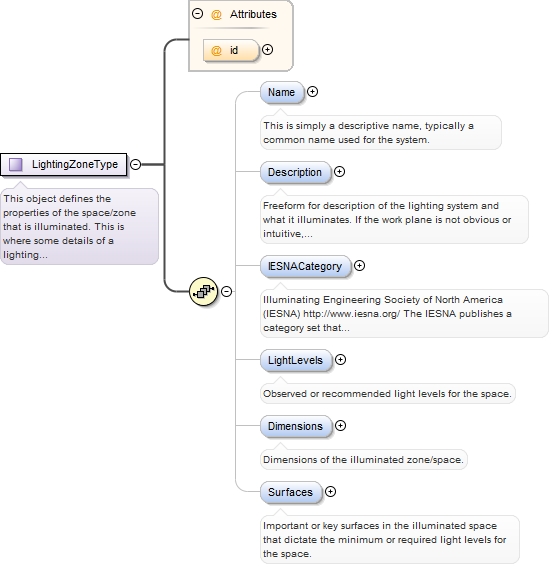 @ Attributes
@ id
LightingZoneType
This object defines the
properties of the space/zone
that is illuminated. This is
where some details of a
lighting...
Name
This is simply a descriptive name, typically a
common name used for the system.
Description
Freeform for description of the lighting system and
what it illuminates. If the work plane is not obvious or
intuitive,...
IESNACategory
Illuminating Engineering Society of North America
(IESNA) http://www.iesna.org/ The IESNA publishes a
category set that...
LightLevels
Observed or recommended light levels for the space.
Dimensions
Dimensions of the illuminated zone/space.
Surfaces
Important or key surfaces in the illuminated space
that dictate the minimum or required light levels for
the space.